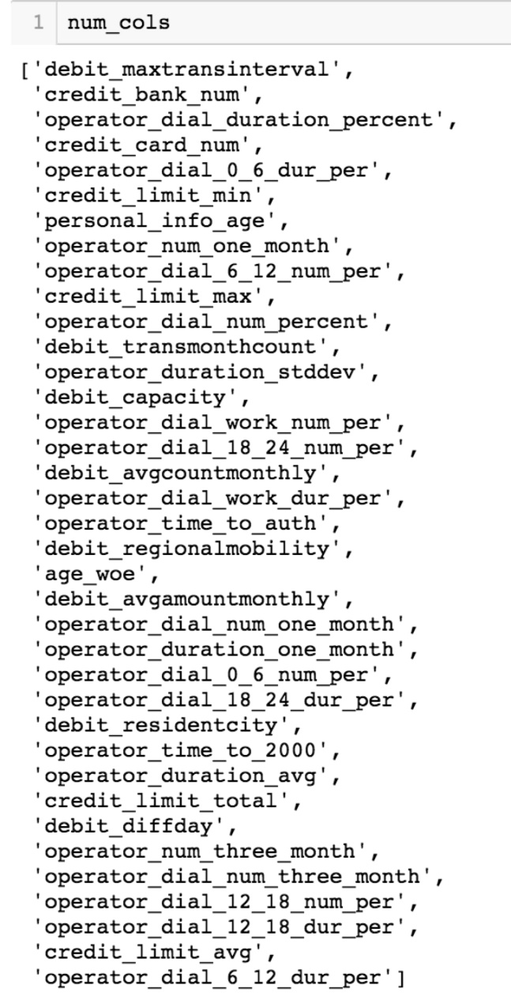 1 num_cols
['debit_maxtransinterval',
'credit_bank_num',
'operator_dial_duration_percent',
'credit_card_num',
'operator_dial_0_6_dur_per',
'credit_limit_min',
'personal_info_age',
'operator_num_one_month',
'operator_dial_6_12_num_per',
'credit_limit_max',
'operator_dial_num_percent',
'debit_transmonthcount',
'operator_duration_stddev',
'debit_capacity',
'operator_dial_work_num_per',
'operator_dial_18_24_num_per',
'debit_avgcountmonthly',
'operator_dial_work_dur_per',
'operator_time_to_auth',
'debit_regionalmobility',
'age_woe',
'debit_avgamountmonthly',
'operator_dial_num_one_month',
'operator_duration_one_month',
'operator_dial_0_6_num_per',
'operator_dial_18_24_dur_per',
'debit_residentcity',
'operator_time_to_2000',
'operator_duration_avg',
'credit_limit_total',
'debit_diffday',
'operator_num_three_month',
'operator_dial_num_three_month',
'operator_dial_12_18_num_per',
'operator_dial_12_18_dur_per',
'credit_limit_avg',
'operator_dial_6_12_dur_per']